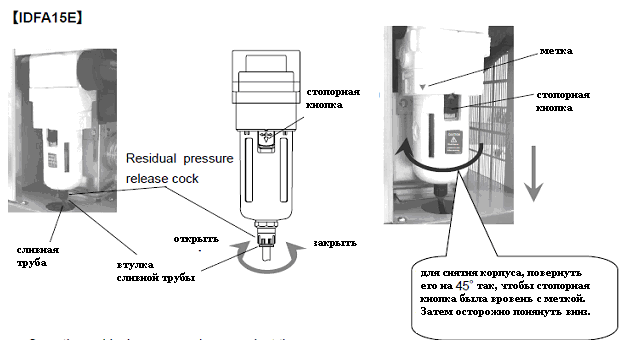 【IDFA15E】
метка
стопорная
кнопка
стопорная
кнопка
Residual pressure
release cock
открыть
закрыть
сливная
труба
втулка
сливной трубы
для снятия корпуса, повернуть
его на 45° так, чтобы стопорная
кнопка была вровень с меткой.
Затем осторожно понянуть вниз.